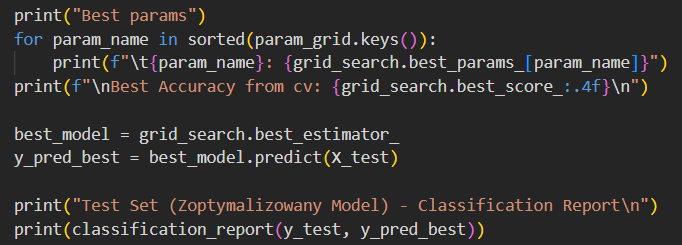 print("Best params")
for param_name in sorted(param_grid.keys()):
    print(f"\t{param_name}: {grid_search.best_params_[param_name]}")
print(f"\nBest Accuracy from cv: {grid_search.best_score_:.4f}\n")

best_model = grid_search.best_estimator_
y_pred_best = best_model.predict(X_test)

print("Test Set (Zoptymalizowany Model) - Classification Report\n")
print(classification_report(y_test, y_pred_best))